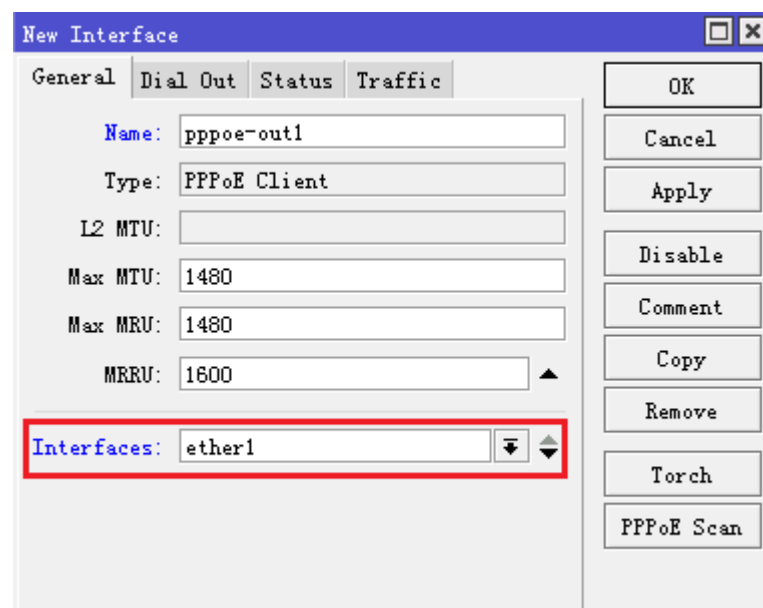 New Interface
General Dial Out Status Traffic
Name: pppoe-out1
Type: PPPoE Client
L2 MTU:
Max MTU: 1480
Max MRU: 1480
MRRU: 1600
Interfaces: ether1
OK
Cancel
Apply
Disable
Comment
Copy
Remove
Torch
PPPoE Scan